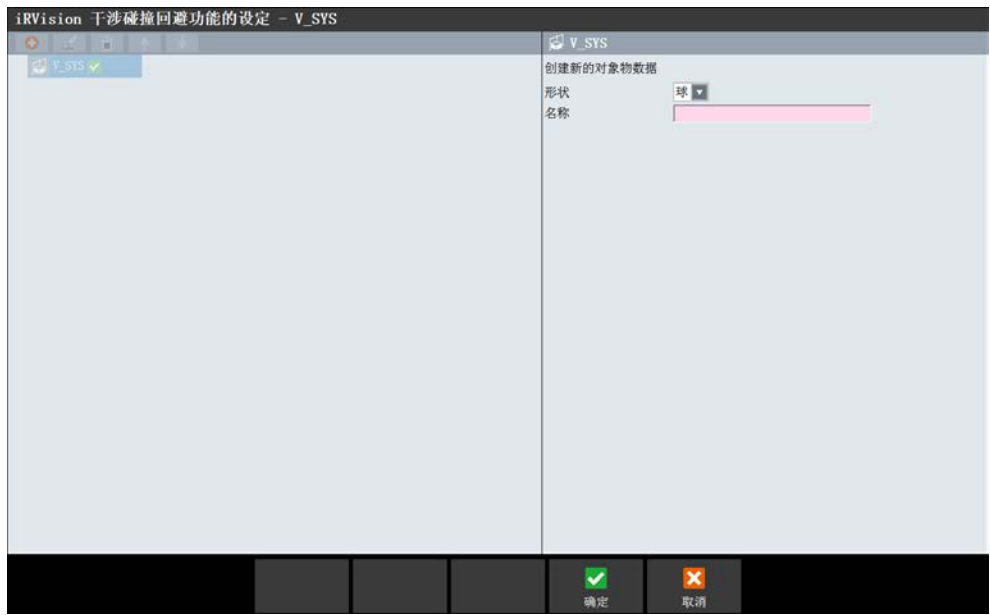 iRVision 干涉碰撞回避功能的设定 - V_SYS
V_SYS
V_SYS
创建新的对象物数据
形状 球
名称
确定 取消